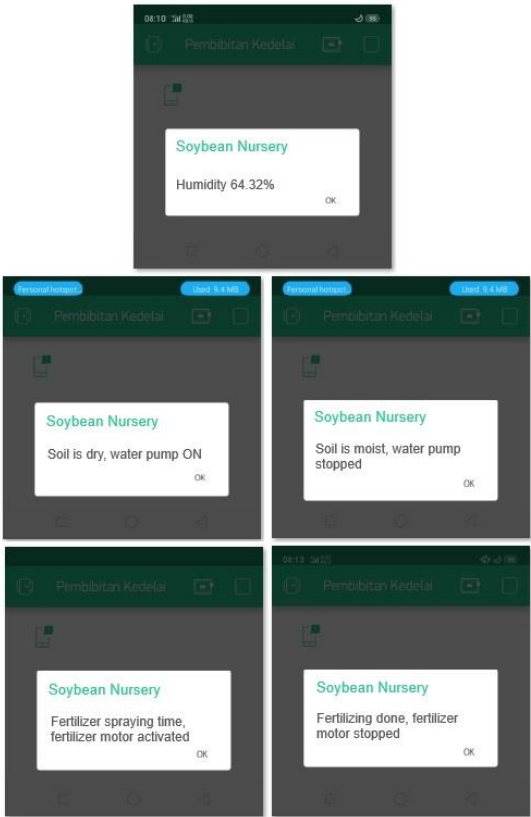 08:10
98
Pembibitan Kedelai
Soybean Nursery
Humidity 64.32%
OK
Personal hotspot..
Used 9.4 MB
Pembibitan Kedelai
Soybean Nursery
Soil is dry, water pump ON
OK
Personal hotspot..
Used 9.4 MB
Pembibitan Kedelai
Soybean Nursery
Soil is moist, water pump
stopped
OK
Pembibitan Kedelai
Soybean Nursery
Fertilizer spraying time,
fertilizer motor activated
OK
08:13
Pembibitan Kedelai
Soybean Nursery
Fertilizing done, fertilizer
motor stopped
OK